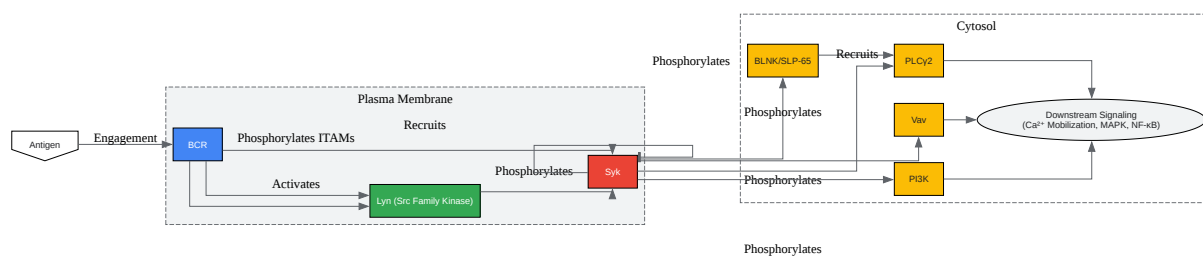 Cytosol
BLNK/SLP-65
Recruits
PLCγ2
Phosphorylates
Plasma Membrane
Recruits
Phosphorylates
Vav
Downstream Signaling
(Ca²⁺ Mobilization, MAPK, NF-κB)
Antigen
Engagement
BCR
Phosphorylates ITAMs
Phosphorylates
Syk
Phosphorylates
PI3K
Activates
Lyn (Src Family Kinase)
Phosphorylates